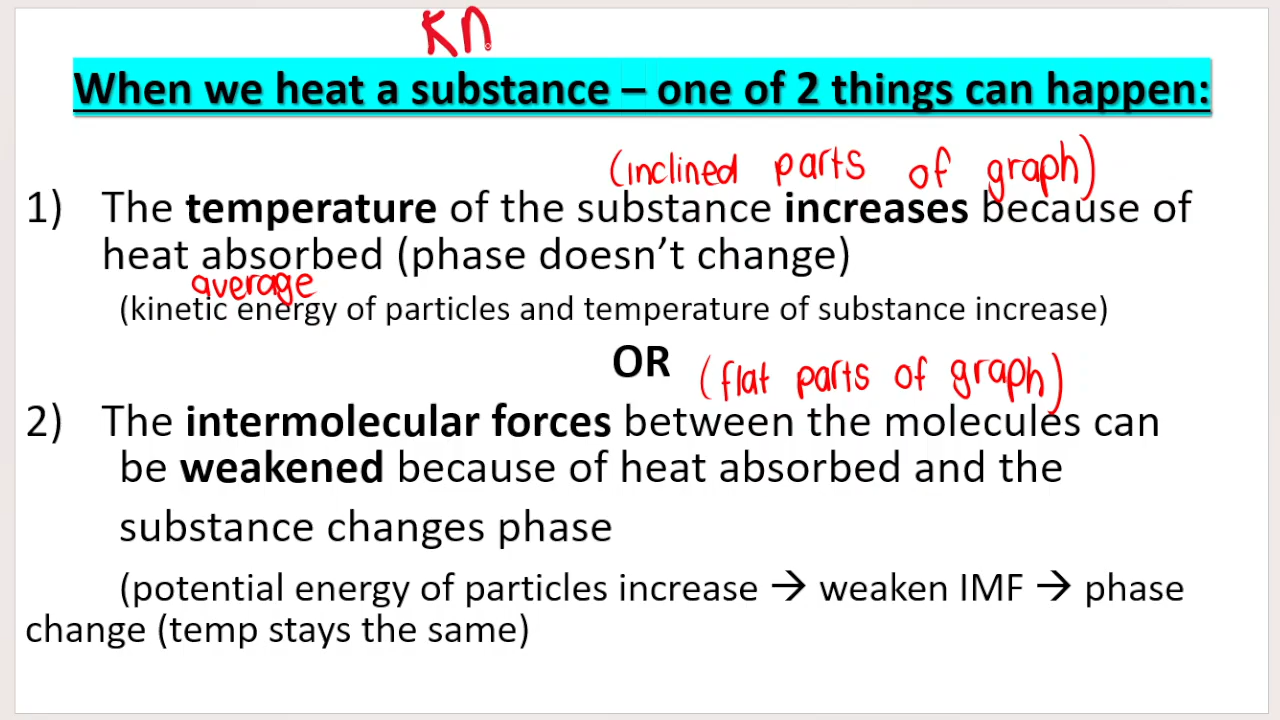 Kn
When we heat a substance – one of 2 things can happen:
(inclined parts of graph)
1) The temperature of the substance increases because of
heat absorbed (phase doesn’t change)
average
(kinetic energy of particles and temperature of substance increase)
OR
(flat parts of graph)
2) The intermolecular forces between the molecules can
be weakened because of heat absorbed and the
substance changes phase
(potential energy of particles increase → weaken IMF → phase
change (temp stays the same)